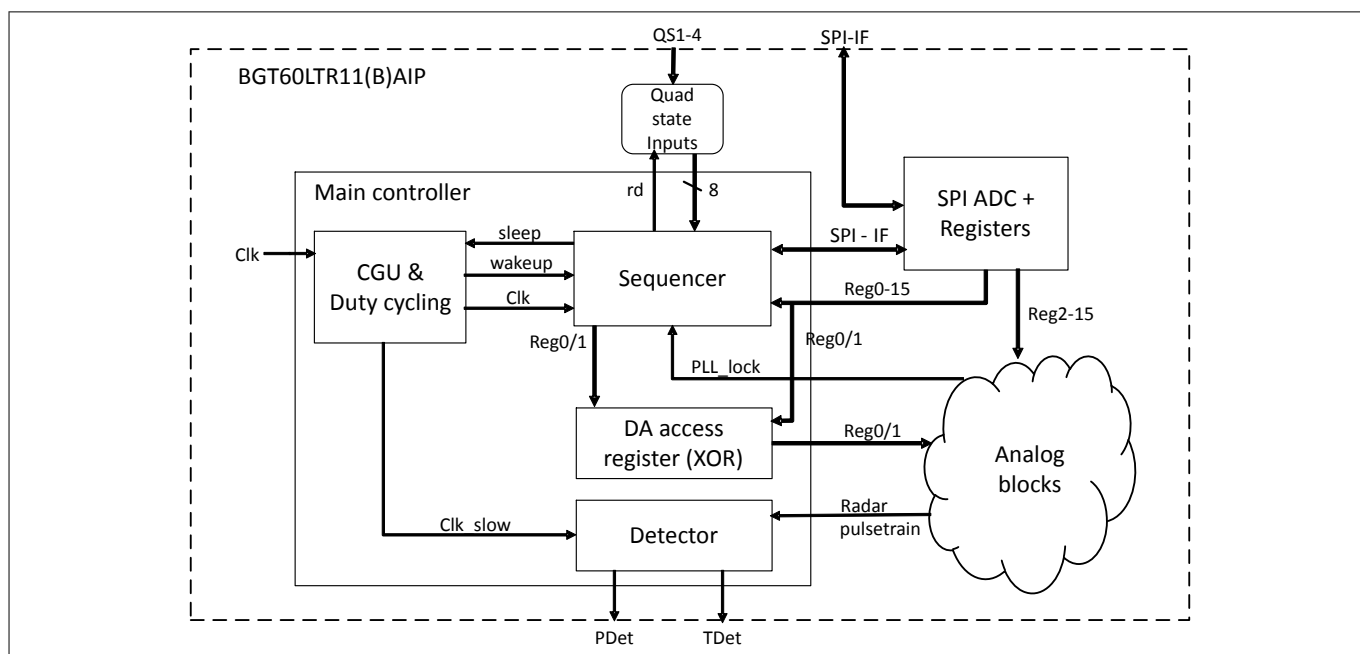 QS1-4
SPI-IF
BGT60LTR11(B)AIP
Quad
state
Inputs
Main controller
rd
8
SPI ADC +
Registers
Clk
CGU &
Duty cycling
sleep
wakeup
Clk
Sequencer
SPI - IF
Reg0-15
Reg2-15
Reg0/1
Reg0/1
PLL_lock
DA access
register (XOR)
Reg0/1
Analog
blocks
Clk_slow
Detector
Radar
pulsetrain
PDet
TDet